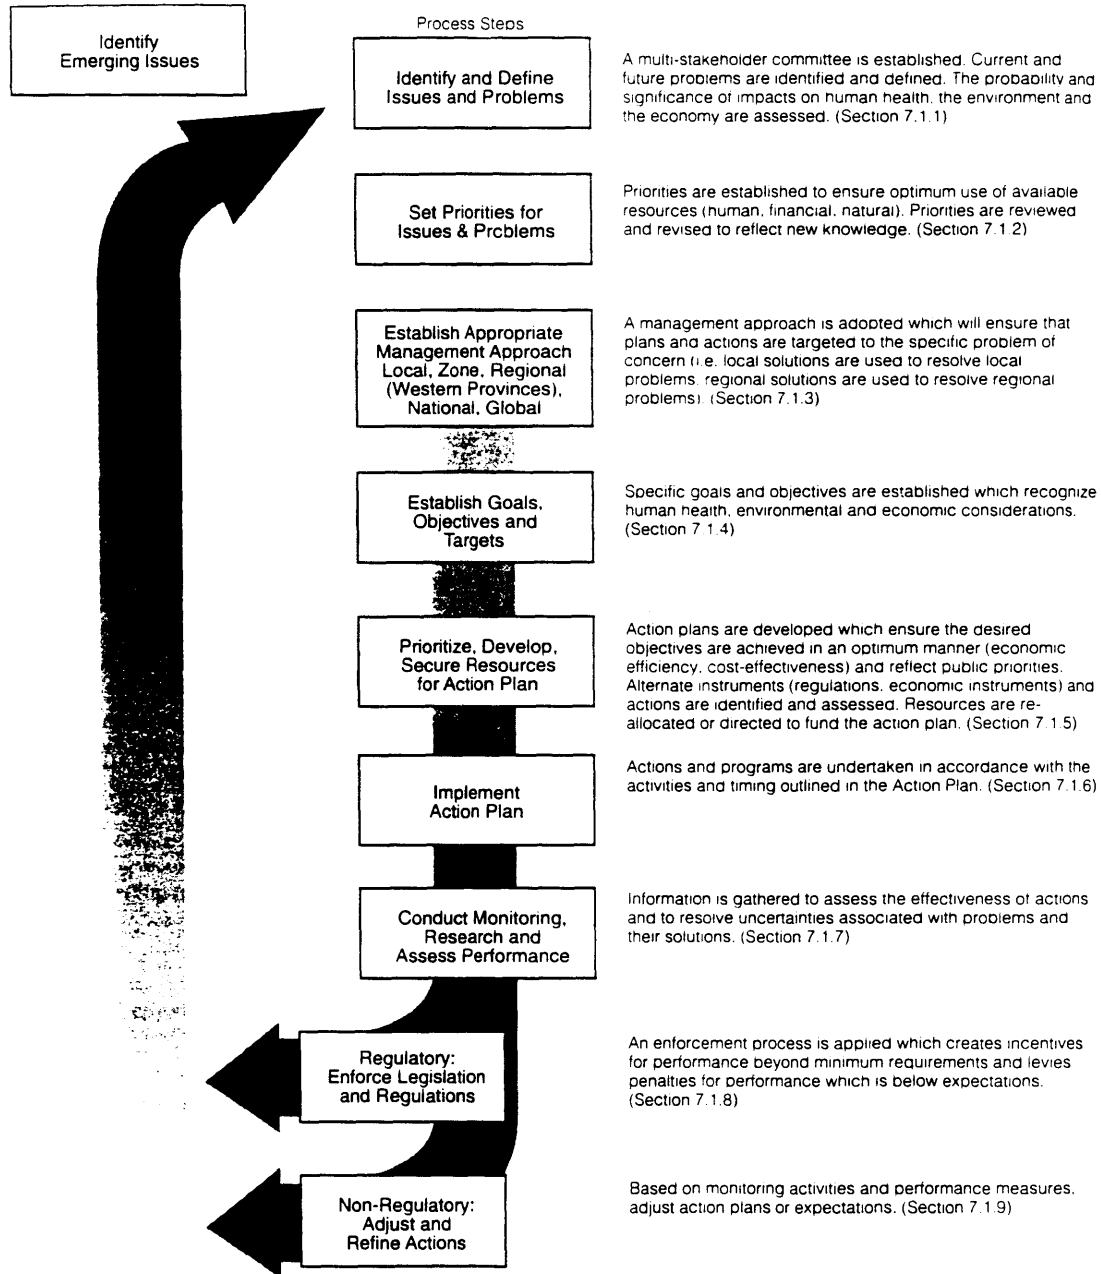 Identify
Emerging Issues
Process Steps
Identify and Define
Issues and Problems
A multi-stakeholder committee is established. Current and
future problems are identified and defined. The probability and
significance of impacts on human health, the environment and
the economy are assessed. (Section 7.1.1)
Set Priorities for
Issues & Problems
Priorities are established to ensure optimum use of available
resources (human, financial, natural). Priorities are reviewed
and revised to reflect new knowledge. (Section 7.1.2)
Establish Appropriate
Management Approach
Local, Zone, Regional
(Western Provinces),
National, Global
A management approach is adopted which will ensure that
plans and actions are targeted to the specific problem of
concern (i.e. local solutions are used to resolve local
problems, regional solutions are used to resolve regional
problems). (Section 7.1.3)
Establish Goals,
Objectives and
Targets
Specific goals and objectives are established which recognize
human health, environmental and economic considerations.
(Section 7.1.4)
Prioritize, Develop,
Secure Resources
for Action Plan
Action plans are developed which ensure the desired
objectives are achieved in an optimum manner (economic
efficiency, cost-effectiveness) and reflect public priorities.
Alternate instruments (regulations, economic instruments) and
actions are identified and assessed. Resources are re-
allocated or directed to fund the action plan. (Section 7.1.5)
Implement
Action Plan
Actions and programs are undertaken in accordance with the
activities and timing outlined in the Action Plan. (Section 7.1.6)
Conduct Monitoring,
Research and
Assess Performance
Information is gathered to assess the effectiveness of actions
and to resolve uncertainties associated with problems and
their solutions. (Section 7.1.7)
Regulatory:
Enforce Legislation
and Regulations
An enforcement process is applied which creates incentives
for performance beyond minimum requirements and levies
penalties for performance which is below expectations.
(Section 7.1.8)
Non-Regulatory:
Adjust and
Refine Actions
Based on monitoring activities and performance measures,
adjust action plans or expectations. (Section 7.1.9)